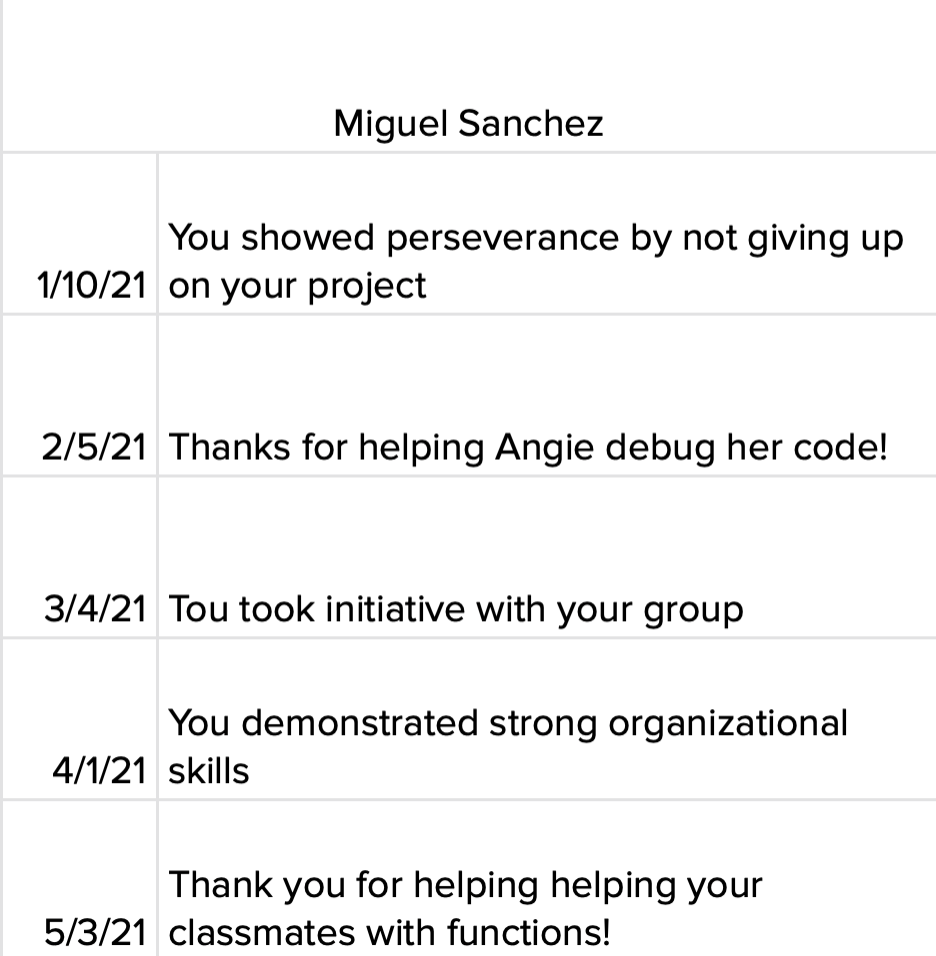 Miguel Sanchez
You showed perseverance by not giving up
1/10/21 on your project
2/5/21 Thanks for helping Angie debug her code!
3/4/21 Tou took initiative with your group
You demonstrated strong organizational
4/1/21 skills
Thank you for helping helping your
5/3/21 classmates with functions!